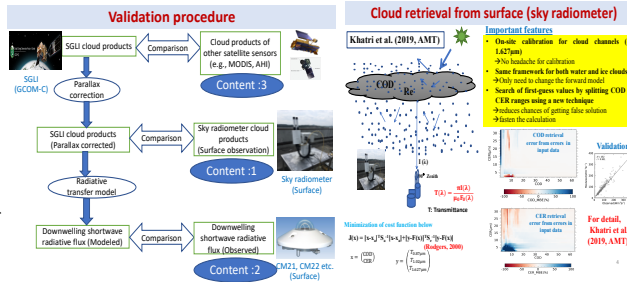 Validation procedure
SGLI cloud products
Comparison
Cloud products of
other satellite sensors
(e.g., MODIS, AHI)
SGLI
(GCOM-C)
Parallax
correction
Content :3
SGLI cloud products
(Parallax corrected)
Comparison
Sky radiometer cloud
products
(Surface observation)
Content :1
Sky radiometer
(Surface)
Radiative
transfer model
Downwelling shortwave
radiative flux (Modeled)
Comparison
Downwelling
shortwave radiative
flux (Observed)
Content :2
CM21, CM22 etc.
(Surface)
Cloud retrieval from surface (sky radiometer)
Khatri et al. (2019, AMT)
COD
Re
I(λ)
Zenith
T(λ) = πI(λ) / μ₀F₀(λ)
T: Transmittance
Minimization of cost function below
(Rodgers, 2000)
Important features
• On-site calibration for cloud channels (
1.627μm)
→No headache for calibration
• Same framework for both water and ice clouds
→Only need to change the forward model
• Search of first-guess values by splitting COD
CER ranges using a new technique
→reduces chances of getting false solution
→fasten the calculation
COD retrieval
error from errors in
input data
Validation
COD
CER retrieval
error from errors in
input data
COD
For detail,
Khatri et al
(2019, AMT)